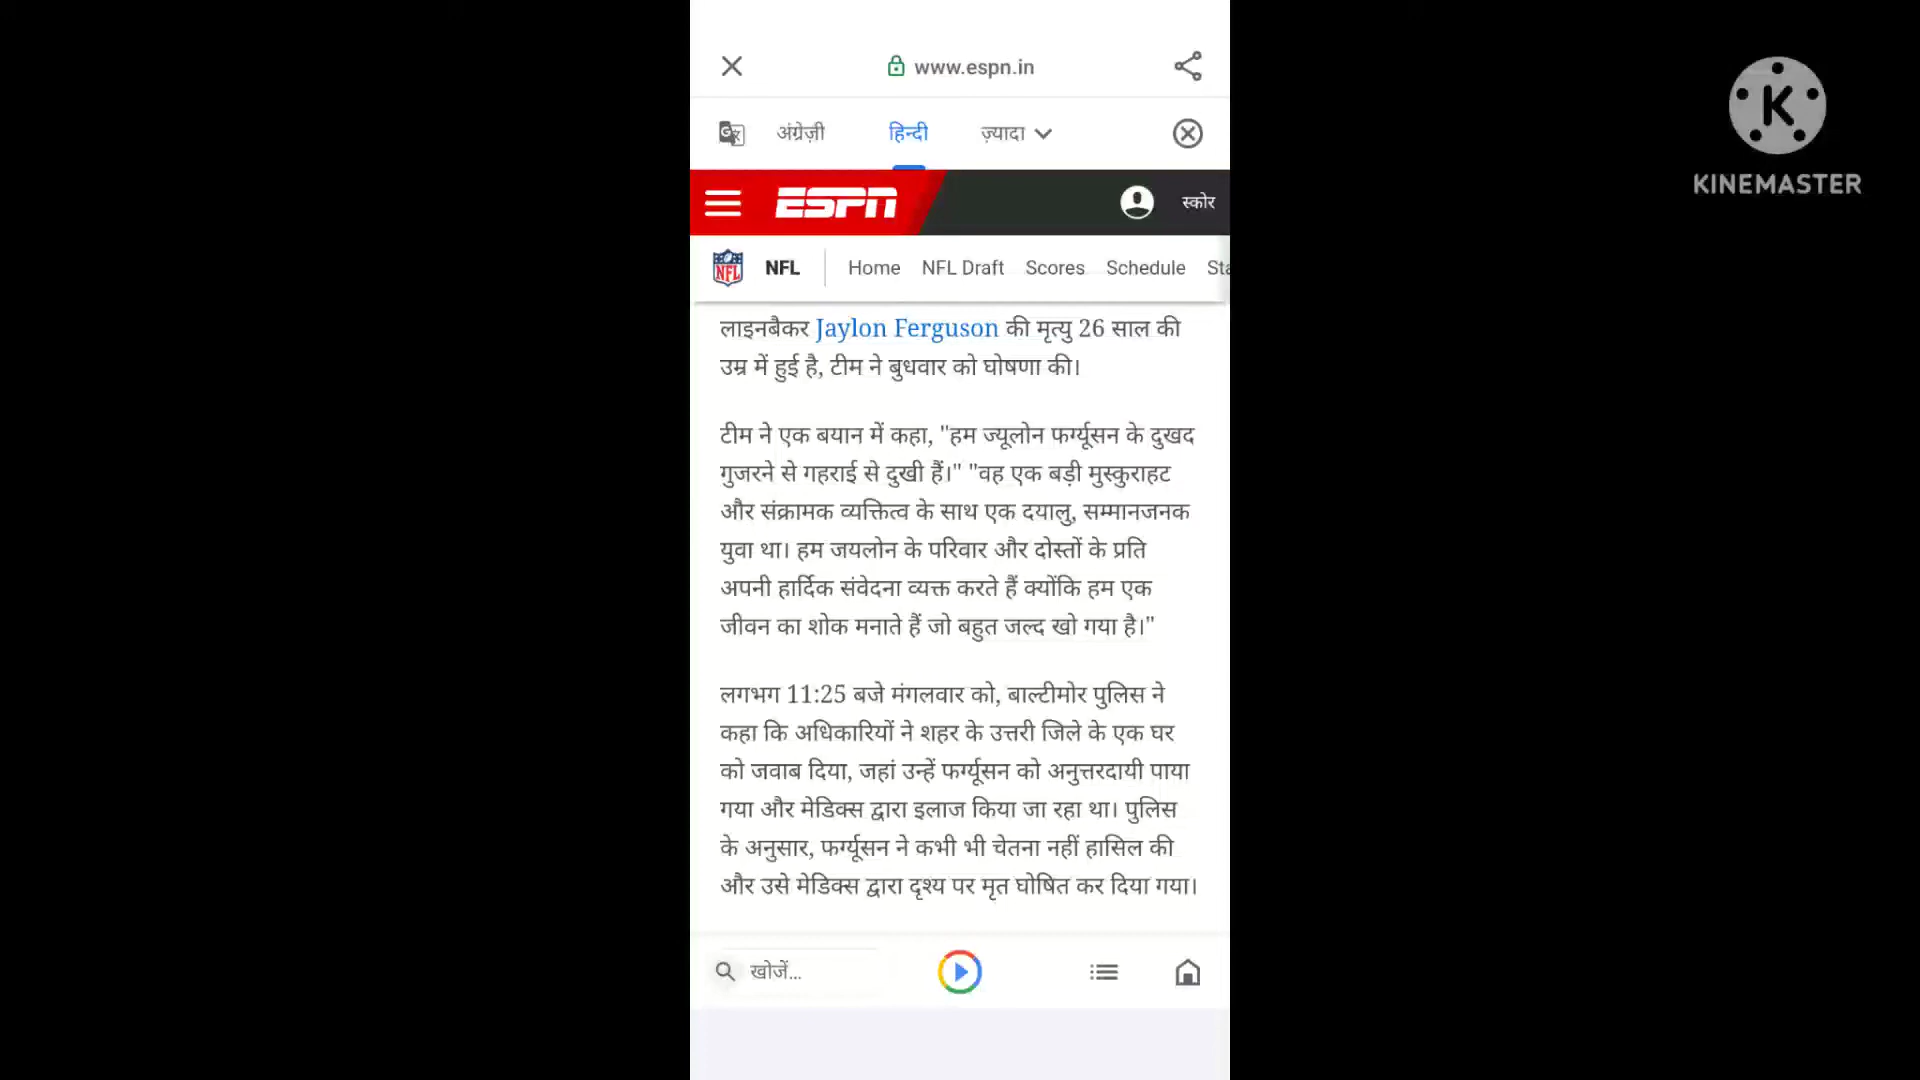 www.espn.in
अंग्रेज़ी हिन्दी ज़्यादा
ESPN स्कोर
NFL NFL Home NFL Draft Scores Schedule Sta
लाइनबैकर Jaylon Ferguson की मृत्यु 26 साल की
उम्र में हुई है, टीम ने बुधवार को घोषणा की।
टीम ने एक बयान में कहा, "हम ज्यूलोन फर्ग्यूसन के दुखद
गुजरने से गहराई से दुखी हैं।" "वह एक बड़ी मुस्कुराहट
और संक्रामक व्यक्तित्व के साथ एक दयालु, सम्मानजनक
युवा था। हम जयलोन के परिवार और दोस्तों के प्रति
अपनी हार्दिक संवेदना व्यक्त करते हैं क्योंकि हम एक
जीवन का शोक मनाते हैं जो बहुत जल्द खो गया है।"
लगभग 11:25 बजे मंगलवार को, बाल्टीमोर पुलिस ने
कहा कि अधिकारियों ने शहर के उत्तरी जिले के एक घर
को जवाब दिया, जहां उन्हें फर्ग्यूसन को अनुत्तरदायी पाया
गया और मेडिक्स द्वारा इलाज किया जा रहा था। पुलिस
के अनुसार, फर्ग्यूसन ने कभी भी चेतना नहीं हासिल की
और उसे मेडिक्स द्वारा दृश्य पर मृत घोषित कर दिया गया।
खोजें...
K
KINEMASTER